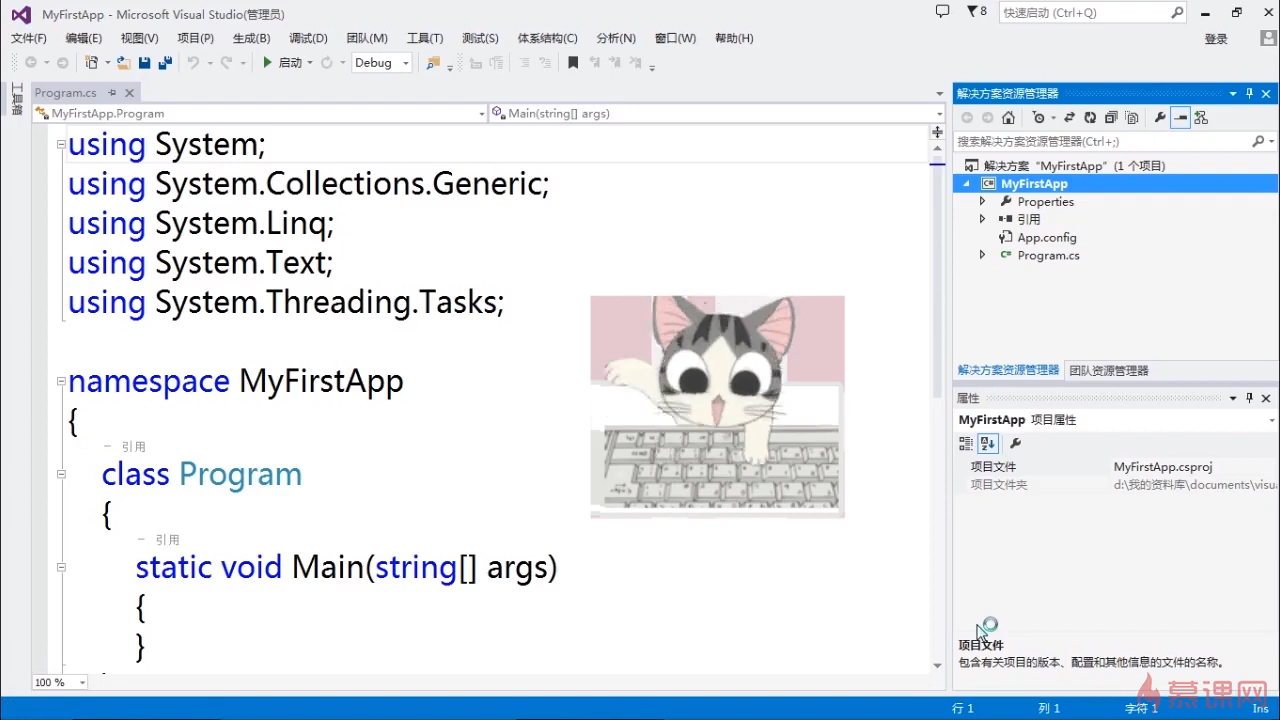 MyFirstApp - Microsoft Visual Studio(管理员)
8
快速启动 (Ctrl+Q)
文件(F) 编辑(E) 视图(V) 项目(P) 生成(B) 调试(D) 团队(M) 工具(T) 测试(S) 体系结构(C) 分析(N) 窗口(W) 帮助(H)
登录
启动 Debug
工具箱
Program.cs
MyFirstApp.Program
Main(string[] args)
using System;
using System.Collections.Generic;
using System.Linq;
using System.Text;
using System.Threading.Tasks;
namespace MyFirstApp
{
引用
class Program
{
引用
static void Main(string[] args)
{
}
100 %
解决方案资源管理器
搜索解决方案资源管理器(Ctrl+;)
解决方案 "MyFirstApp" (1 个项目)
MyFirstApp
Properties
引用
App.config
Program.cs
解决方案资源管理器 团队资源管理器
属性
MyFirstApp 项目属性
项目文件 MyFirstApp.csproj
项目文件夹 d:\我的资料库\documents\visu
项目文件
包含有关项目的版本、配置和其他信息的文件的名称。
慕课网
行 1 列 1 字符 1 Ins